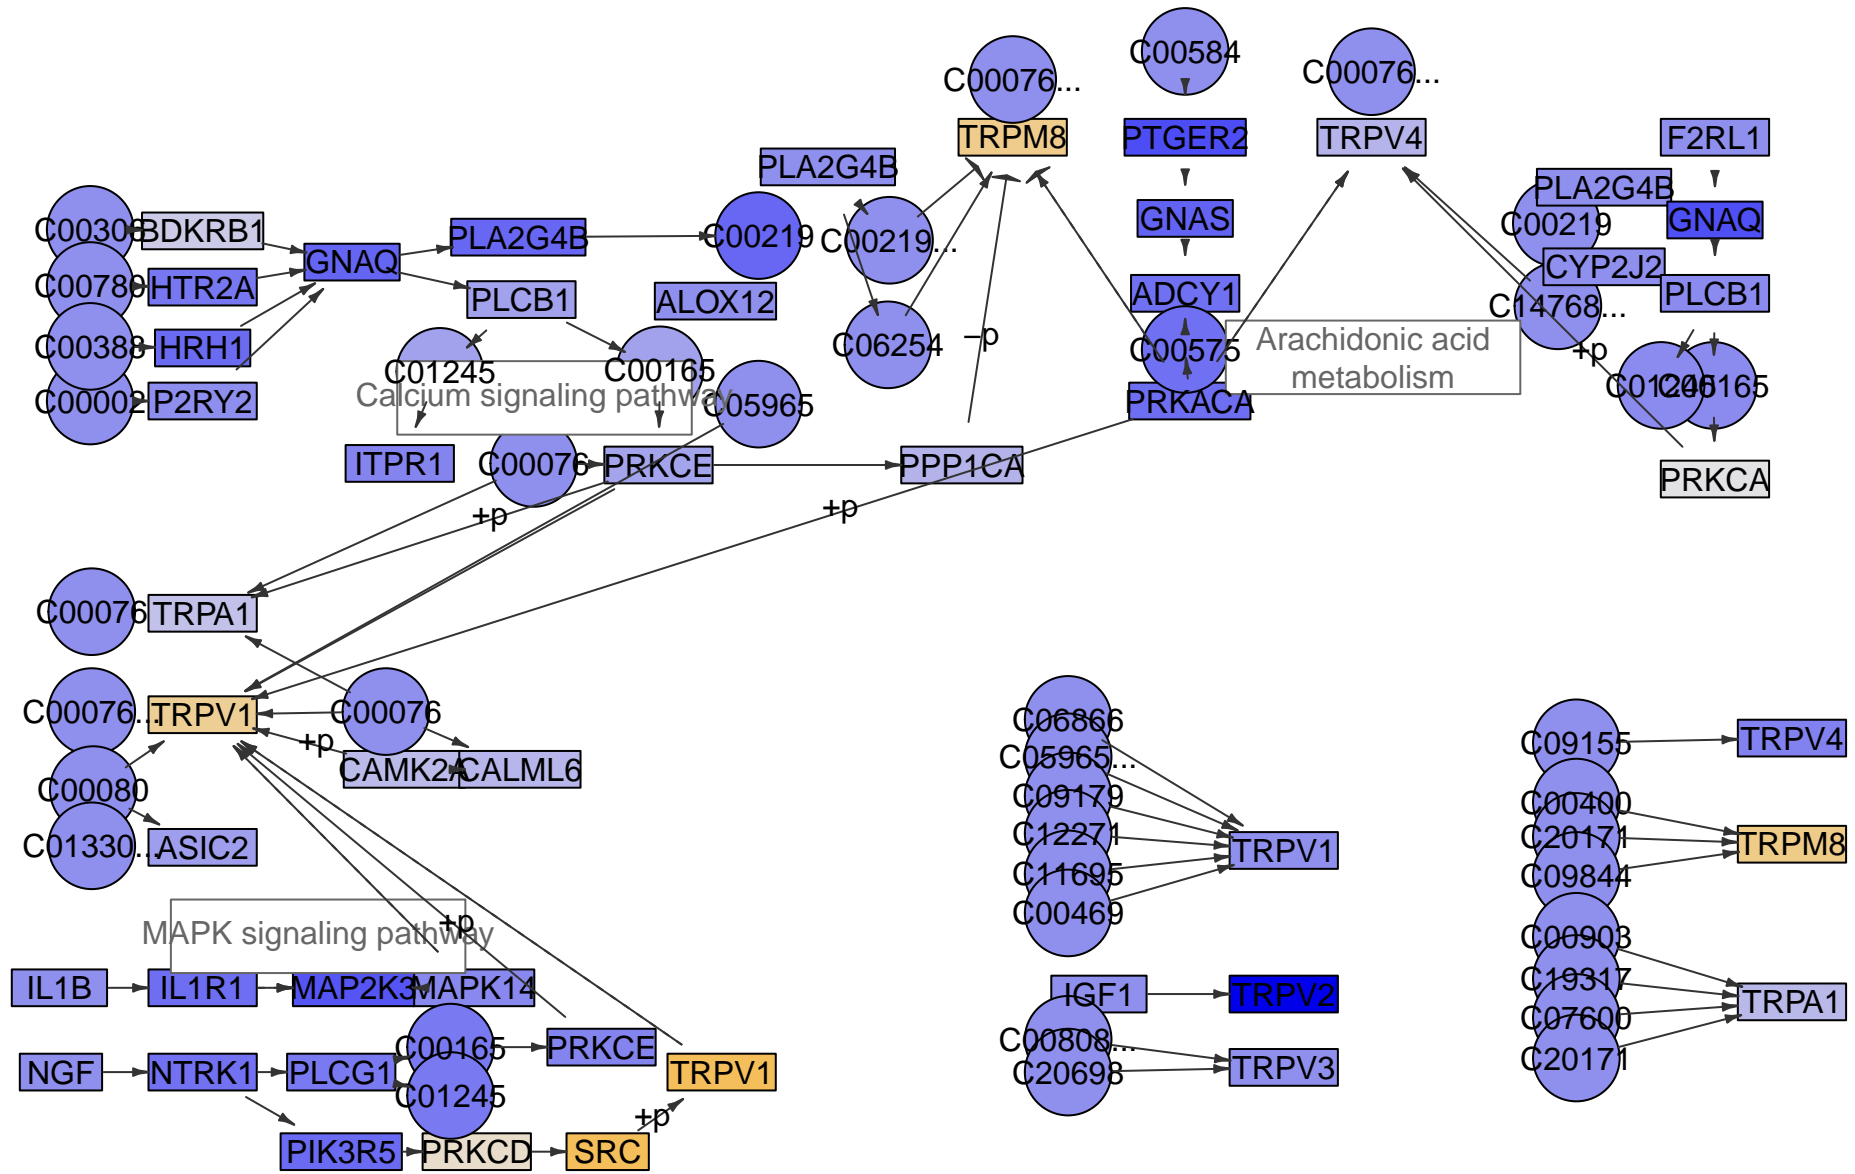 C00584
C00076...
C00076...
TRPM8
PTGER2
TRPV4
F2RL1
PLA2G4B
PLA2G4B
GNAS
C00219
GNAQ
BDKRB1
PLA2G4B
C00219
C00219...
GNAQ
CYP2J2
C00780
HTR2A
PLCB1
ALOX12
ADCY1
PLCB1
C14768...
C00388
HRH1
C06254
–p
C00575
Arachidonic acid
metabolism
+p
C01245
C00165
Calcium signaling pathway
C00002
P2RY2
C05965
PRKACA
ITPR1
C00076
PRKCE
PPP1CA
PRKCA
+p
+p
C00076
TRPA1
C00076...
TRPV1
C00076
+p
CAMK2A
CALML6
C00080
C01330...
ASIC2
C06866
C05965...
C09179
C12271
C11695
C00469
TRPV1
C09155
TRPV4
C00400
C20171
C09844
TRPM8
MAPK signaling pathway
+p
IL1B
IL1R1
MAP2K3
MAPK14
IGF1
TRPV2
C00903
C19317
C07600
C20171
TRPA1
C00165
PRKCE
NGF
NTRK1
PLCG1
C01245
TRPV1
C00808...
C20698
TRPV3
+p
PIK3R5
PRKCD
SRC